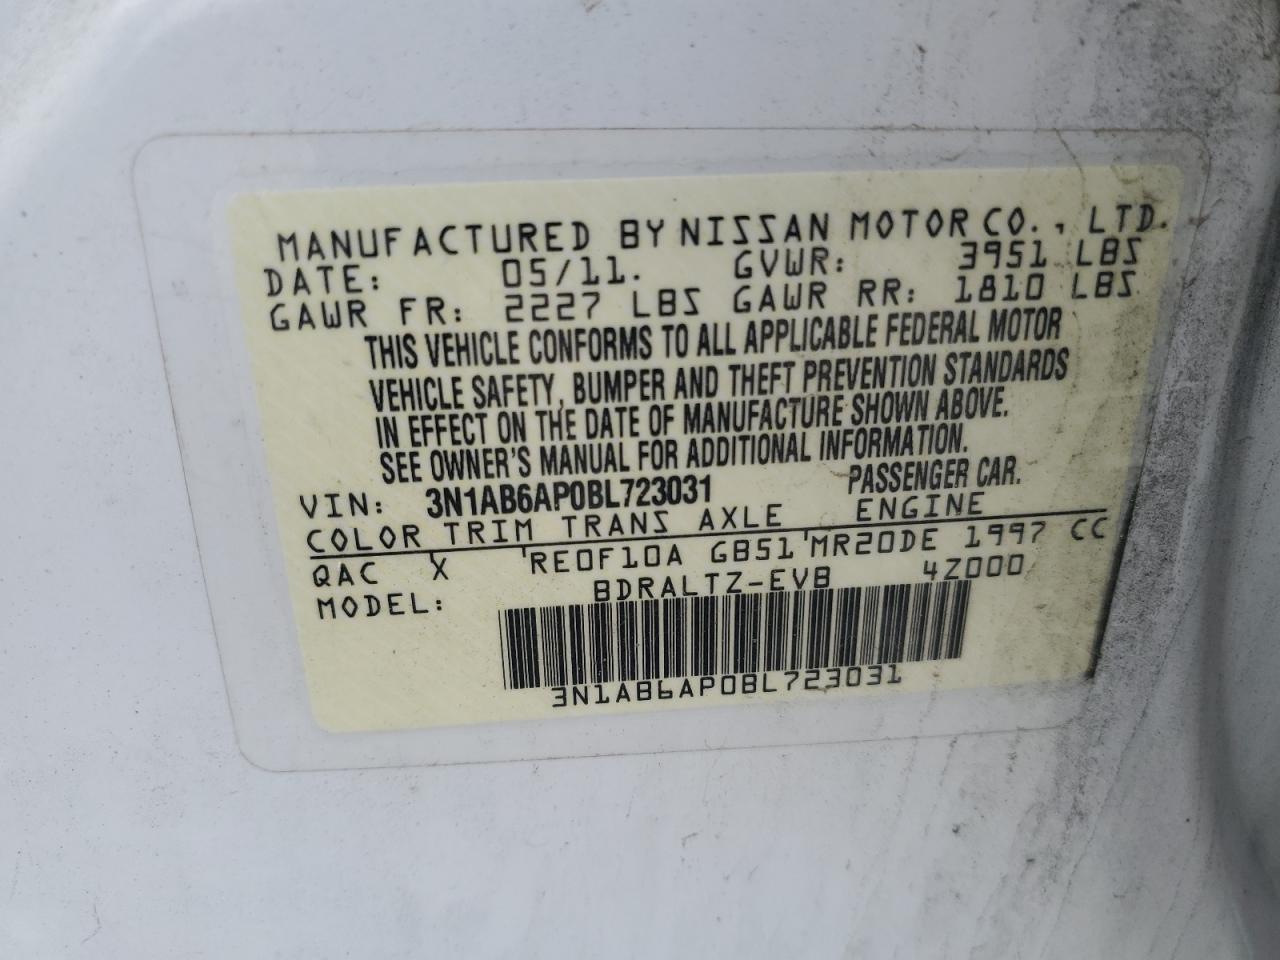 MANUFACTURED BY NISSAN MOTOR CO., LTD.
DATE: 05/11. GVWR: 3951 LBS
GAWR FR: 2227 LBS GAWR RR: 1810 LBS
THIS VEHICLE CONFORMS TO ALL APPLICABLE FEDERAL MOTOR
VEHICLE SAFETY, BUMPER AND THEFT PREVENTION STANDARDS
IN EFFECT ON THE DATE OF MANUFACTURE SHOWN ABOVE.
SEE OWNER'S MANUAL FOR ADDITIONAL INFORMATION.
VIN: 3N1AB6AP0BL723031 PASSENGER CAR.
COLOR TRIM TRANS AXLE ENGINE
QAC X 'RE0F10A GB51'MR20DE 1997 CC
MODEL: BDRALTZ-EVB 4Z000
3N1AB6AP0BL723031